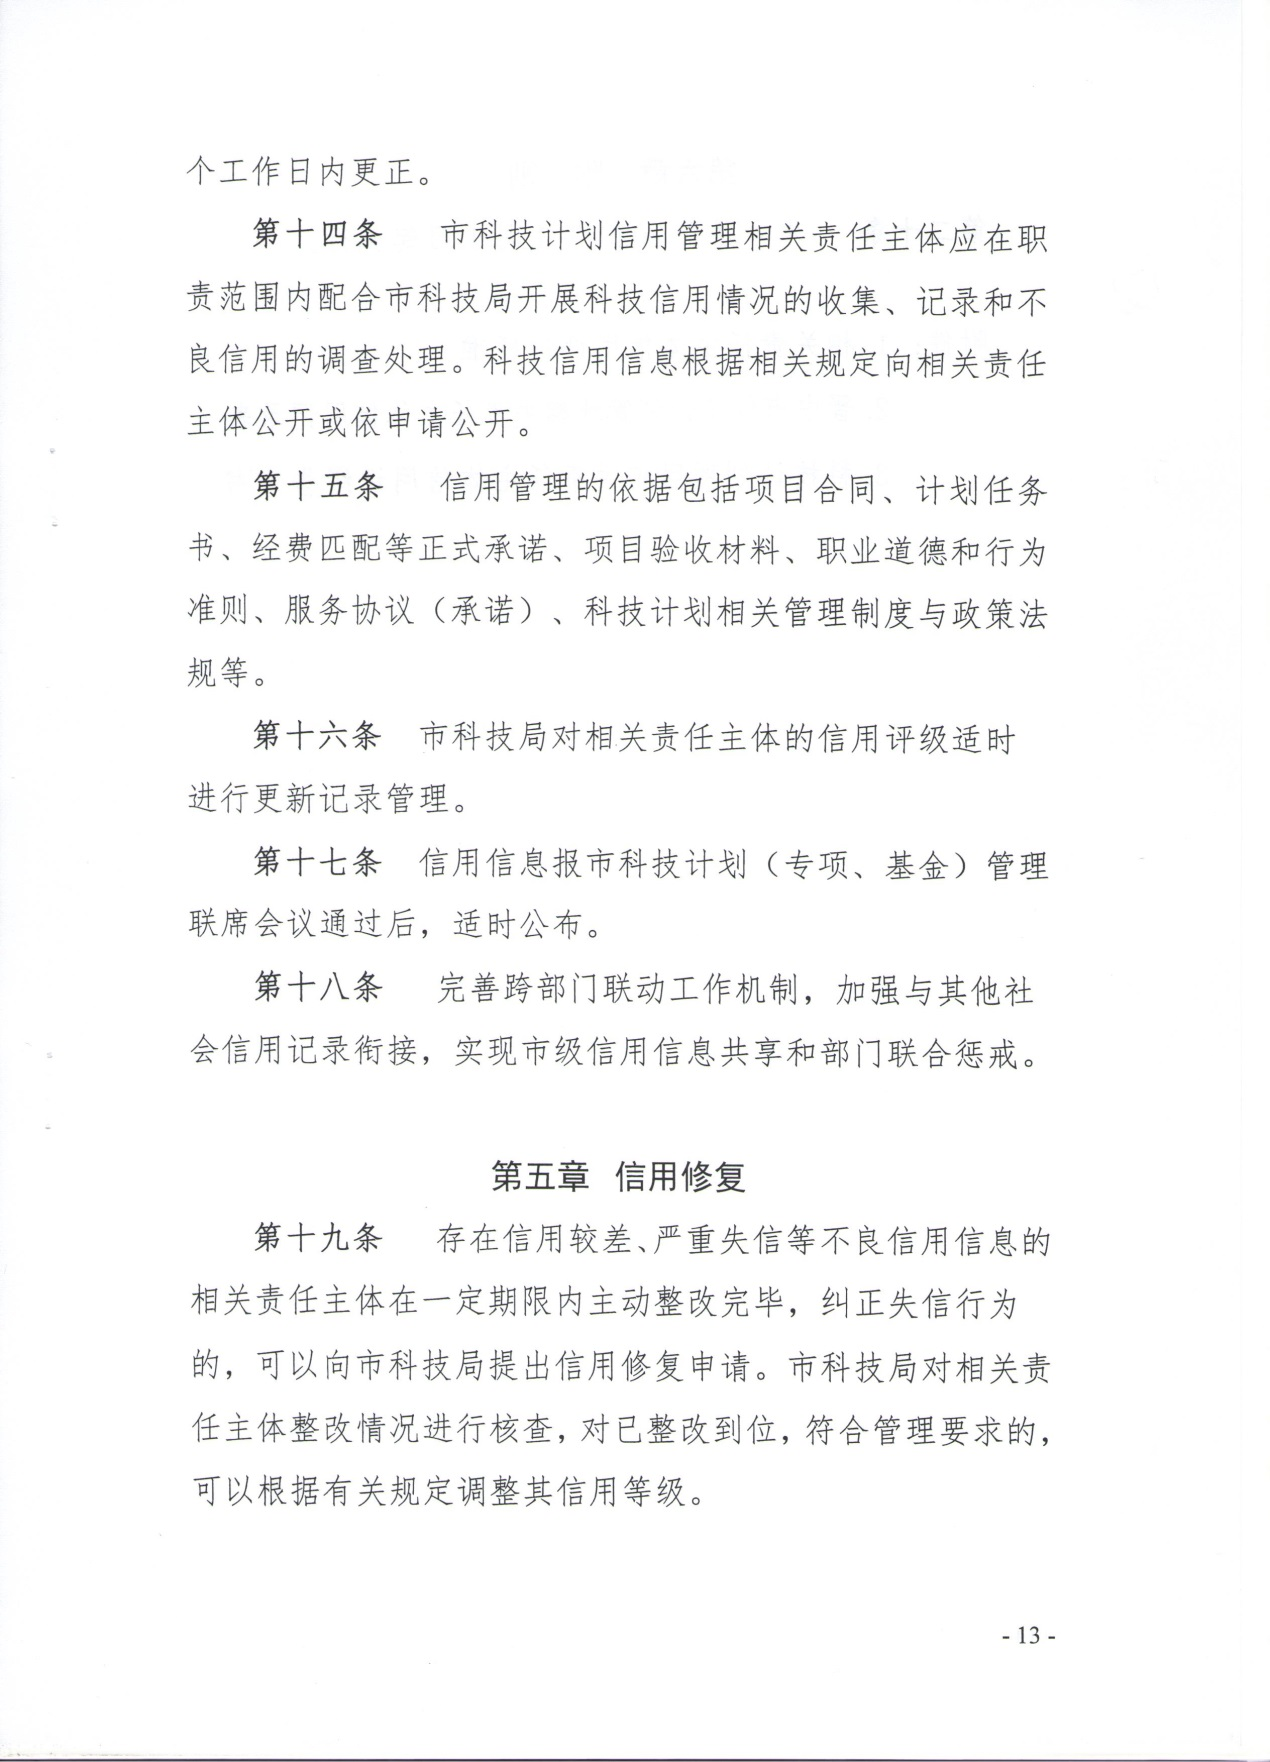 个工作日内更正。
第十四条 市科技计划信用管理相关责任主体应在职
责范围内配合市科技局开展科技信用情况的收集、记录和不
良信用的调查处理。科技信用信息根据相关规定向相关责任
主体公开或依申请公开。
第十五条 信用管理的依据包括项目合同、计划任务
书、经费匹配等正式承诺、项目验收材料、职业道德和行为
准则、服务协议（承诺）、科技计划相关管理制度与政策法
规等。
第十六条 市科技局对相关责任主体的信用评级适时
进行更新记录管理。
第十七条 信用信息报市科技计划（专项、基金）管理
联席会议通过后，适时公布。
第十八条 完善跨部门联动工作机制，加强与其他社
会信用记录衔接，实现市级信用信息共享和部门联合惩戒。
第五章 信用修复
第十九条 存在信用较差、严重失信等不良信用信息的
相关责任主体在一定期限内主动整改完毕，纠正失信行为
的，可以向市科技局提出信用修复申请。市科技局对相关责
任主体整改情况进行核查，对已整改到位，符合管理要求的，
可以根据有关规定调整其信用等级。
- 13 -